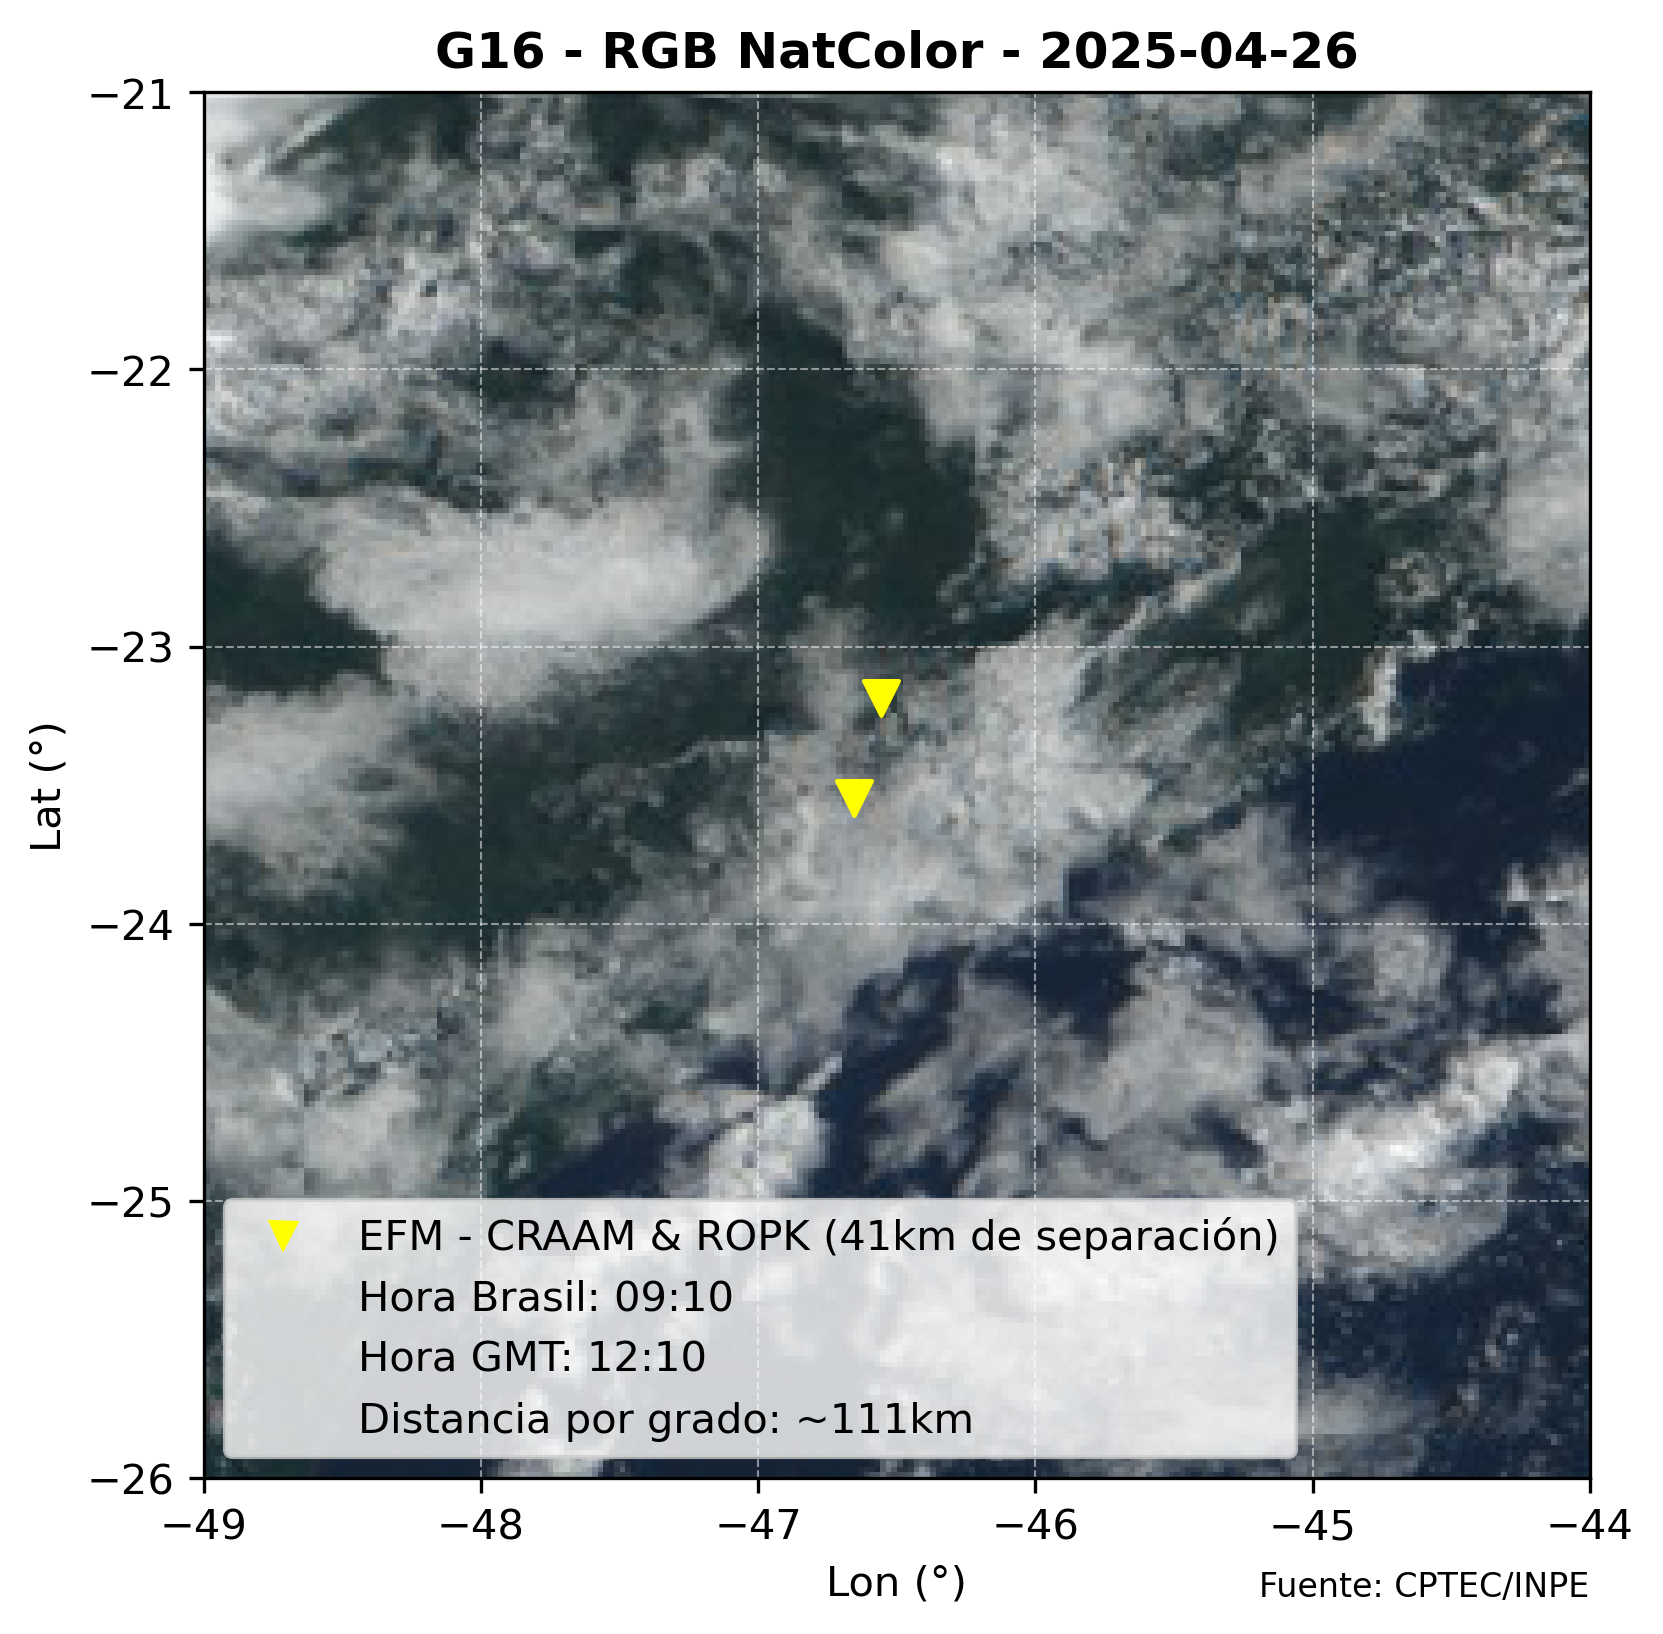 G16 - RGB NatColor - 2025-04-26
−21
−22
−23
−24
−25
−26
Lat (°)
EFM - CRAAM & ROPK (41km de separación)
Hora Brasil: 09:10
Hora GMT: 12:10
Distancia por grado: ~111km
−49 −48 −47 −46 −45 −44
Lon (°)
Fuente: CPTEC/INPE